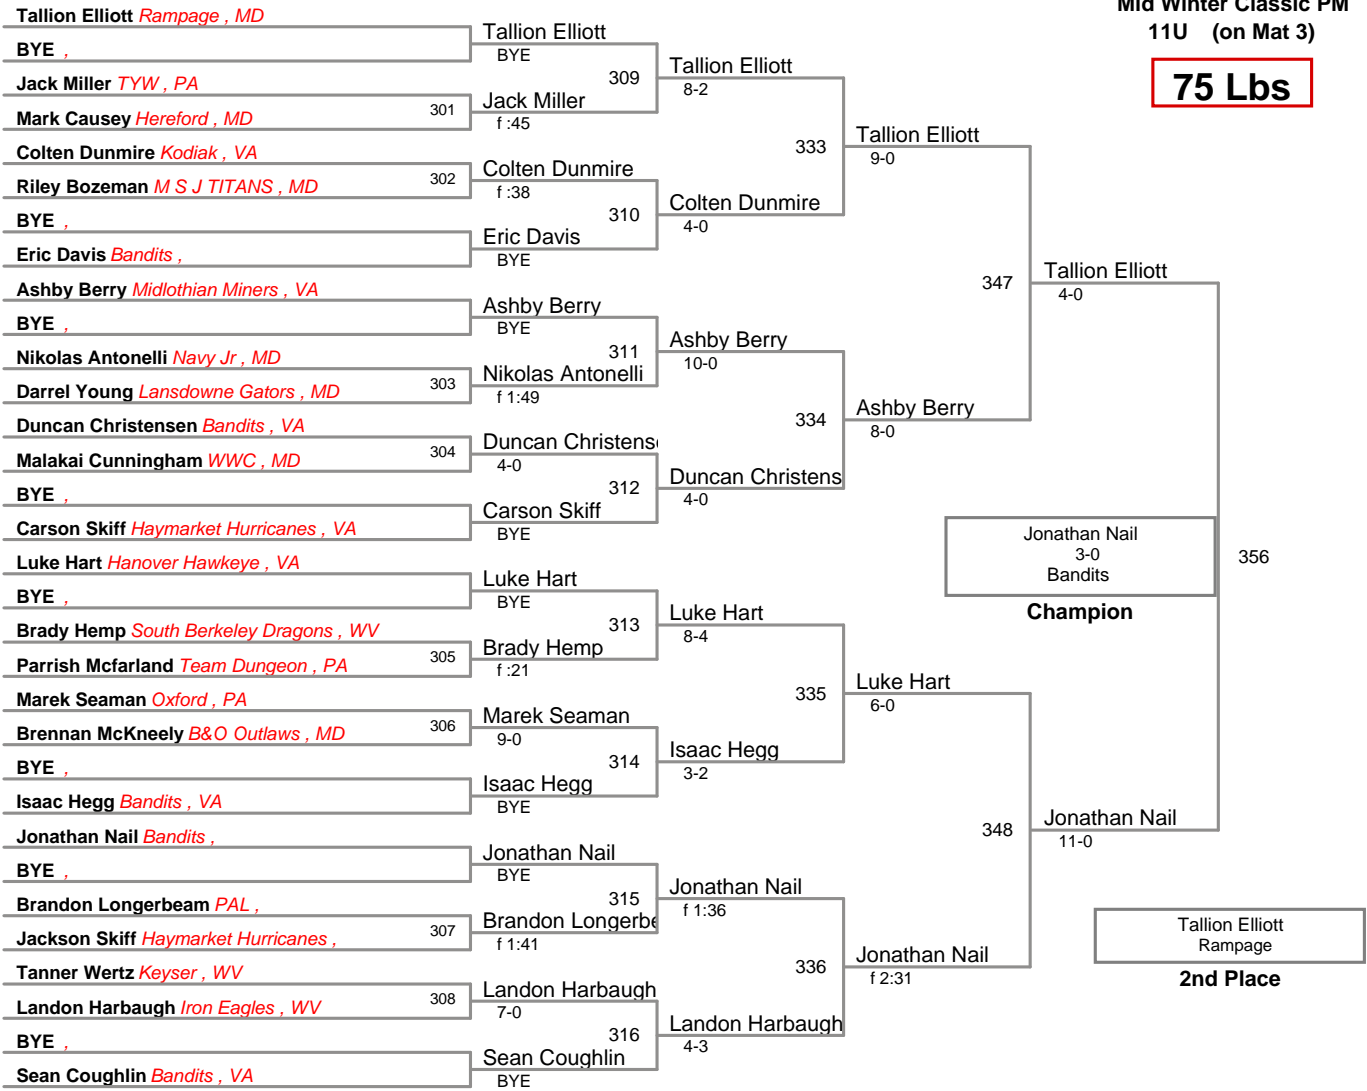 Mid Winter Classic PM
11U (on Mat 3)
75 Lbs
Tallion Elliott Rampage , MD
BYE ,
Jack Miller TYW , PA
Mark Causey Hereford , MD
Colten Dunmire Kodiak , VA
Riley Bozeman M S J TITANS , MD
BYE ,
Eric Davis Bandits ,
Ashby Berry Midlothian Miners , VA
BYE ,
Nikolas Antonelli Navy Jr , MD
Darrel Young Lansdowne Gators , MD
Duncan Christensen Bandits , VA
Malakai Cunningham WWC , MD
BYE ,
Carson Skiff Haymarket Hurricanes , VA
Luke Hart Hanover Hawkeye , VA
BYE ,
Brady Hemp South Berkeley Dragons , WV
Parrish Mcfarland Team Dungeon , PA
Marek Seaman Oxford , PA
Brennan McKneely B&O Outlaws , MD
BYE ,
Isaac Hegg Bandits , VA
Jonathan Nail Bandits ,
BYE ,
Brandon Longerbeam PAL ,
Jackson Skiff Haymarket Hurricanes ,
Tanner Wertz Keyser , WV
Landon Harbaugh Iron Eagles , WV
BYE ,
Sean Coughlin Bandits , VA
301
302
303
304
305
306
307
308
Tallion Elliott
BYE
Jack Miller
f :45
Colten Dunmire
f :38
Eric Davis
BYE
Ashby Berry
BYE
Nikolas Antonelli
f 1:49
Duncan Christens
4-0
Carson Skiff
BYE
Luke Hart
BYE
Brady Hemp
f :21
Marek Seaman
9-0
Isaac Hegg
BYE
Jonathan Nail
BYE
Brandon Longerbe
f 1:41
Landon Harbaugh
7-0
Sean Coughlin
BYE
309
310
311
312
313
314
315
316
Tallion Elliott
8-2
Colten Dunmire
4-0
Ashby Berry
10-0
Duncan Christens
4-0
Luke Hart
8-4
Isaac Hegg
3-2
Jonathan Nail
f 1:36
Landon Harbaugh
4-3
333
334
335
336
Tallion Elliott
9-0
Ashby Berry
8-0
Luke Hart
6-0
Jonathan Nail
f 2:31
347
348
Tallion Elliott
4-0
Jonathan Nail
11-0
356
Jonathan Nail
3-0
Bandits
Champion
Tallion Elliott
Rampage
2nd Place